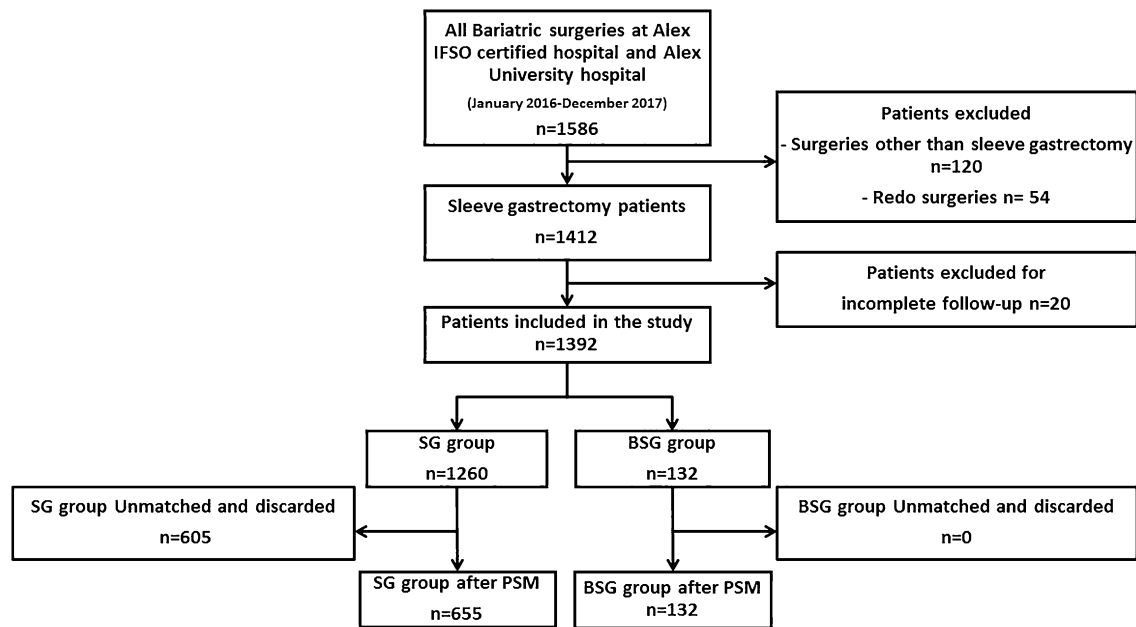 All Bariatric surgeries at Alex
IFSO certified hospital and Alex
University hospital
(January 2016-December 2017)
n=1586
Patients excluded
- Surgeries other than sleeve gastrectomy
n=120
- Redo surgeries n= 54
Sleeve gastrectomy patients
n=1412
Patients excluded for
incomplete follow-up n=20
Patients included in the study
n=1392
SG group
n=1260
BSG group
n=132
SG group Unmatched and discarded
n=605
BSG group Unmatched and discarded
n=0
SG group after PSM
n=655
BSG group after PSM
n=132